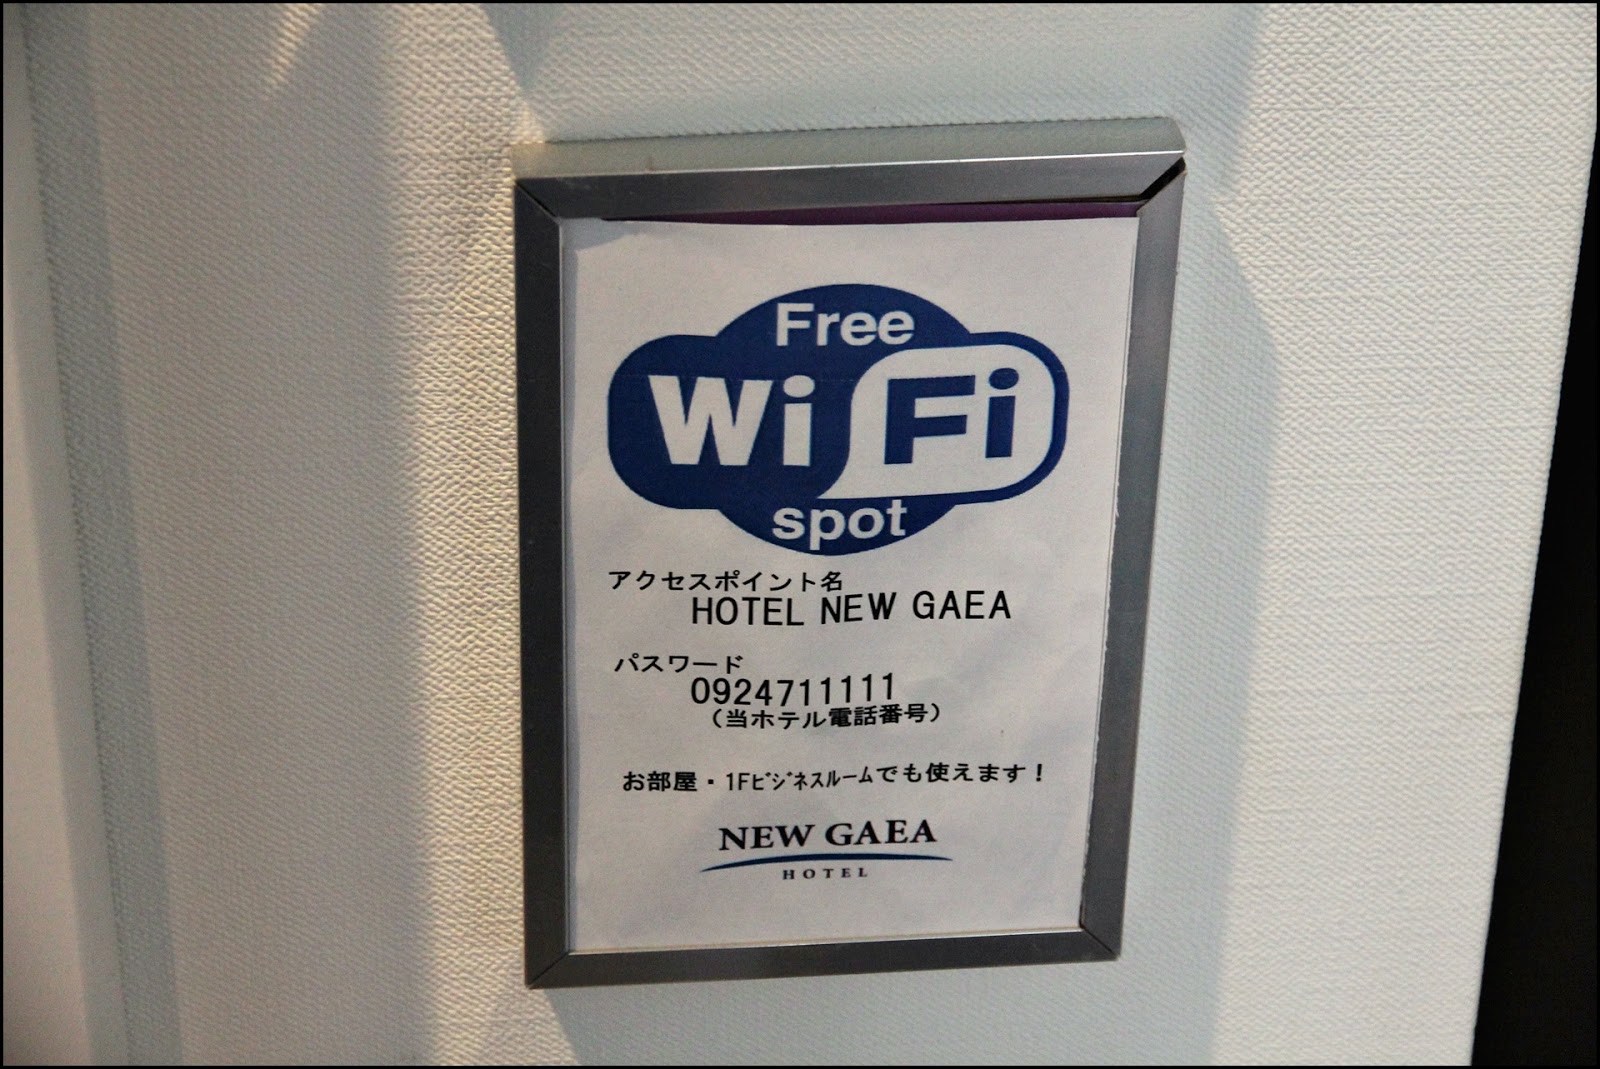 Free
Wi Fi
spot
アクセスポイント名
HOTEL NEW GAEA
パスワード
0924711111
（当ホテル電話番号）
お部屋・1Fﾋﾞｼﾞﾈｽﾙｰﾑでも使えます！
NEW GAEA
HOTEL